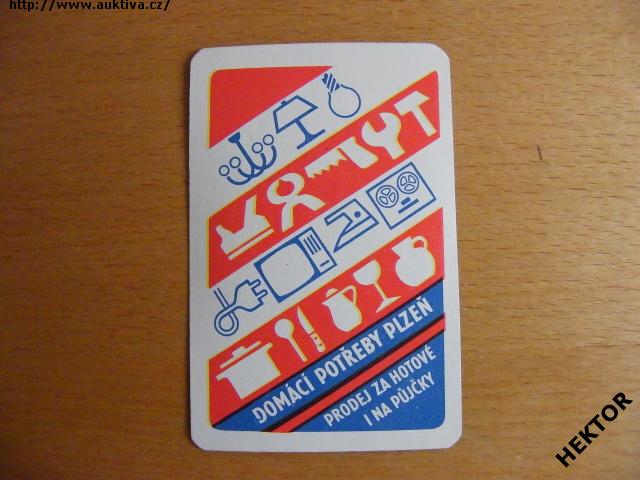 http://www.auktiva.cz/
DOMÁCÍ POTŘEBY PLZEŇ
PRODEJ ZA HOTOVÉ
I NA PŮJČKY
HEKTOR